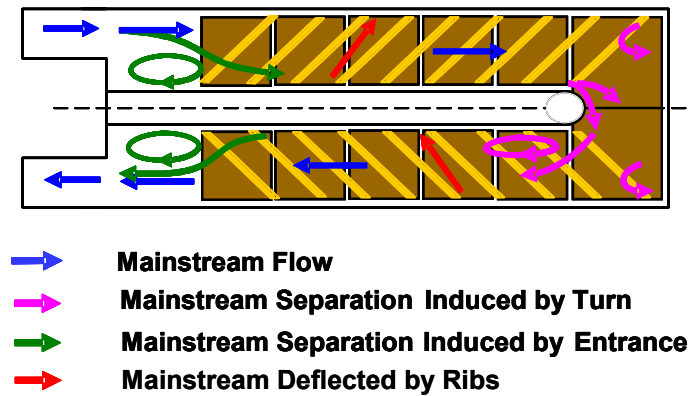 Mainstream Flow
Mainstream Separation Induced by Turn
Mainstream Separation Induced by Entrance
Mainstream Deflected by Ribs